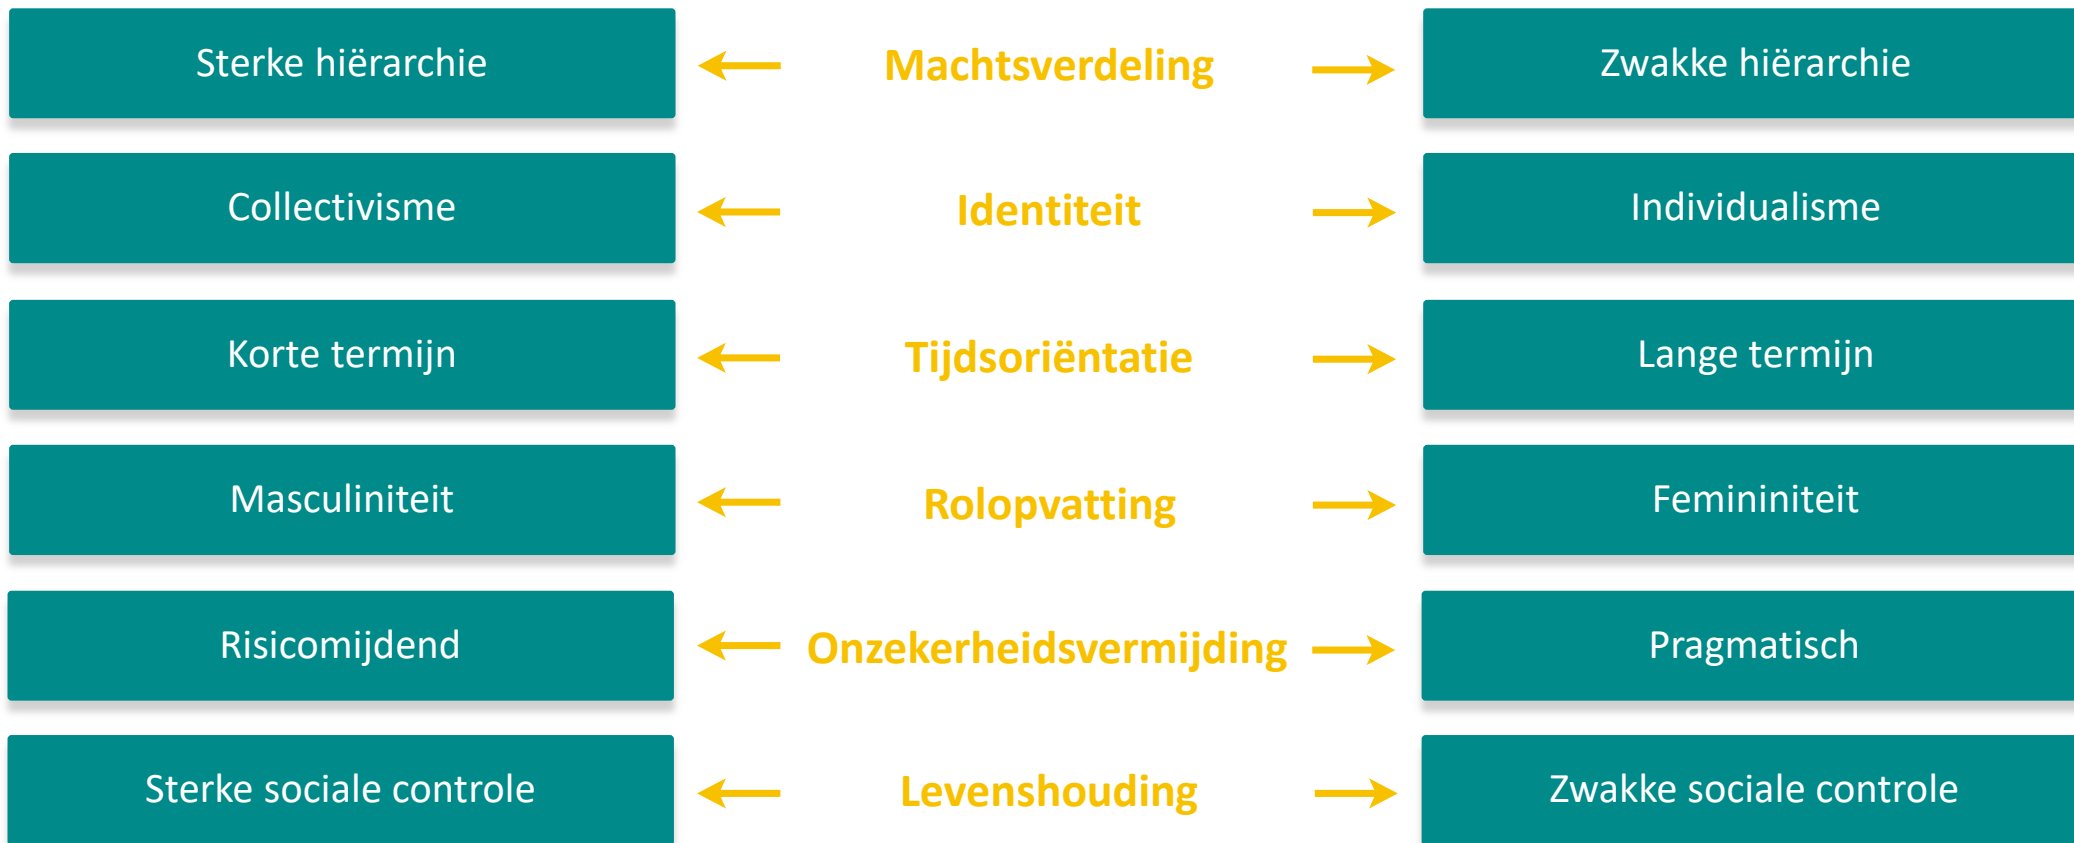 Sterke hiërarchie
Machtsverdeling
Zwakke hiërarchie
Collectivisme
Identiteit
Individualisme
Korte termijn
Tijdsoriëntatie
Lange termijn
Masculiniteit
Rolopvatting
Femininiteit
Risicomijdend
Onzekerheidsvermijding
Pragmatisch
Sterke sociale controle
Levenshouding
Zwakke sociale controle